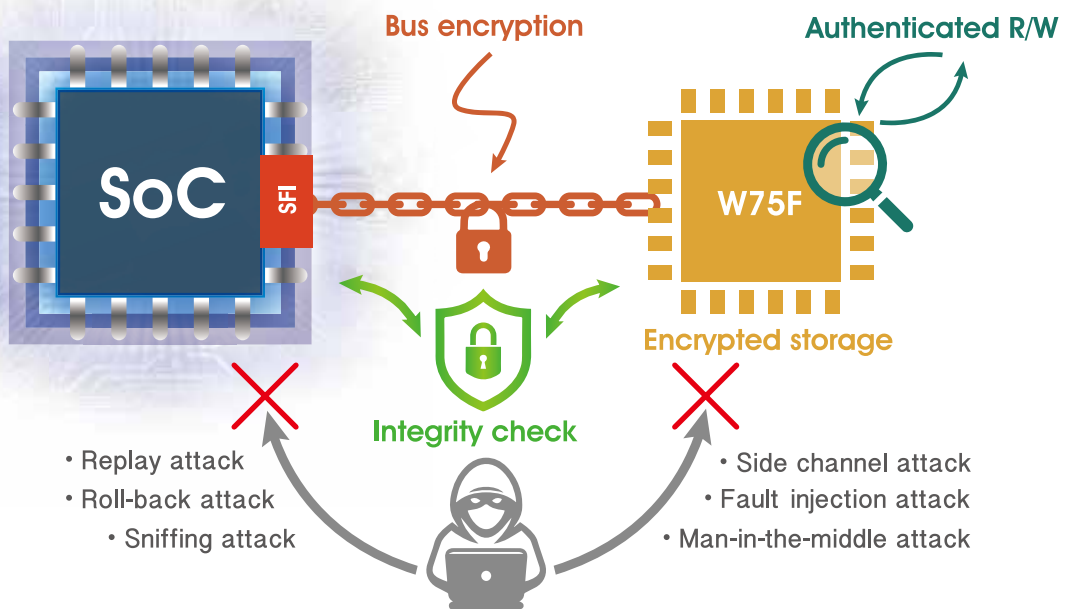 Bus encryption
Authenticated R/W
SoC
SFI
W75F
Encrypted storage
Integrity check
• Replay attack
• Roll-back attack
• Sniffing attack
• Side channel attack
• Fault injection attack
• Man-in-the-middle attack